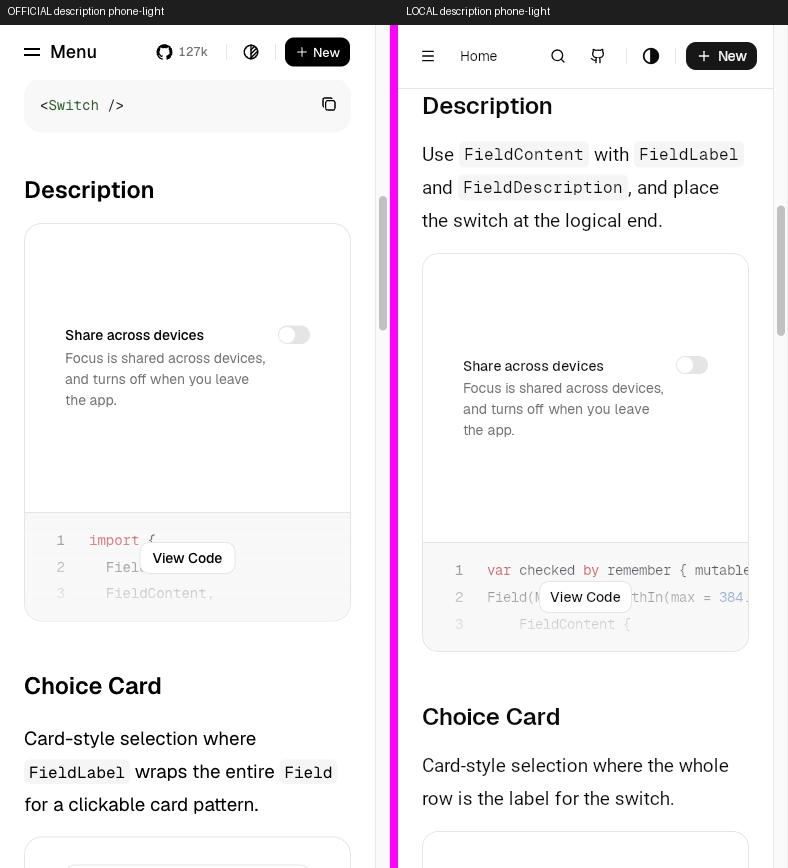 OFFICIAL description phone-light
Menu
127k
New
<Switch />
Description
Share across devices
Focus is shared across devices,
and turns off when you leave
the app.
1 import {
2 Fiel
View Code
3 FieldContent,
Choice Card
Card-style selection where
FieldLabel wraps the entire Field
for a clickable card pattern.
LOCAL description phone-light
Home
New
Description
Use FieldContent with FieldLabel
and FieldDescription, and place
the switch at the logical end.
Share across devices
Focus is shared across devices,
and turns off when you leave
the app.
1 var checked by remember { mutable
2 Field(M thIn(max = 384.
View Code
3 FieldContent {
Choice Card
Card-style selection where the whole
row is the label for the switch.